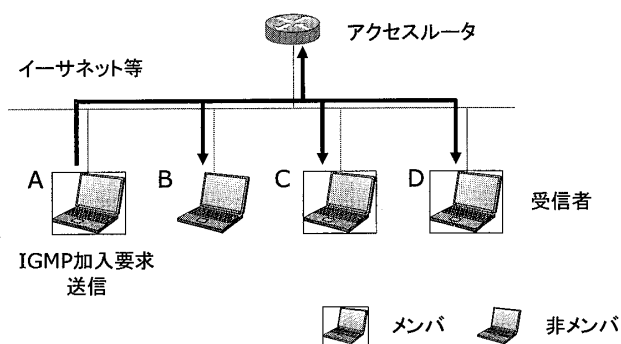 アクセスルータ
イーサネット等
A
B
C
D
受信者
IGMP加入要求
送信
メンバ
非メンバ